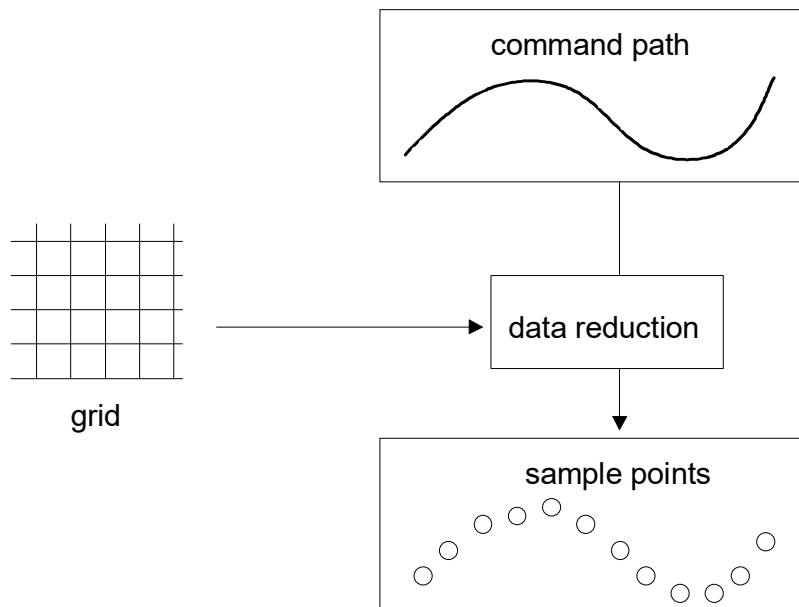 command path
data reduction
grid
sample points